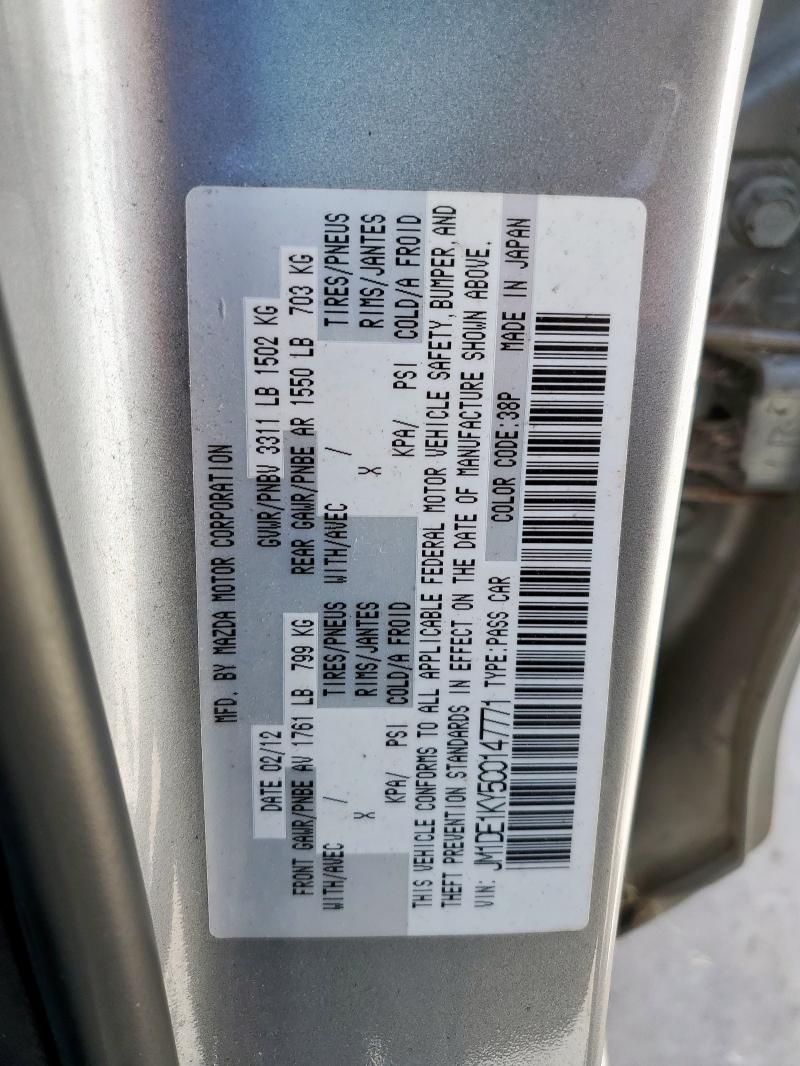 MFD. BY MAZDA MOTOR CORPORATION
DATE 02/12 GVWR/PNBV 3311 LB 1502 KG
FRONT GAWR/PNBE AV 1761 LB 799 KG REAR GAWR/PNBE AR 1550 LB 703 KG
WITH/AVEC / TIRES/PNEUS WITH/AVEC / TIRES/PNEUS
X RIMS/JANTES X RIMS/JANTES
KPA/ PSI COLD/A FROID KPA/ PSI COLD/A FROID
THIS VEHICLE CONFORMS TO ALL APPLICABLE FEDERAL MOTOR VEHICLE SAFETY, BUMPER, AND
THEFT PREVENTION STANDARDS IN EFFECT ON THE DATE OF MANUFACTURE SHOWN ABOVE.
VIN: JM1DE1KY5C0147771 TYPE:PASS CAR COLOR CODE:38P MADE IN JAPAN